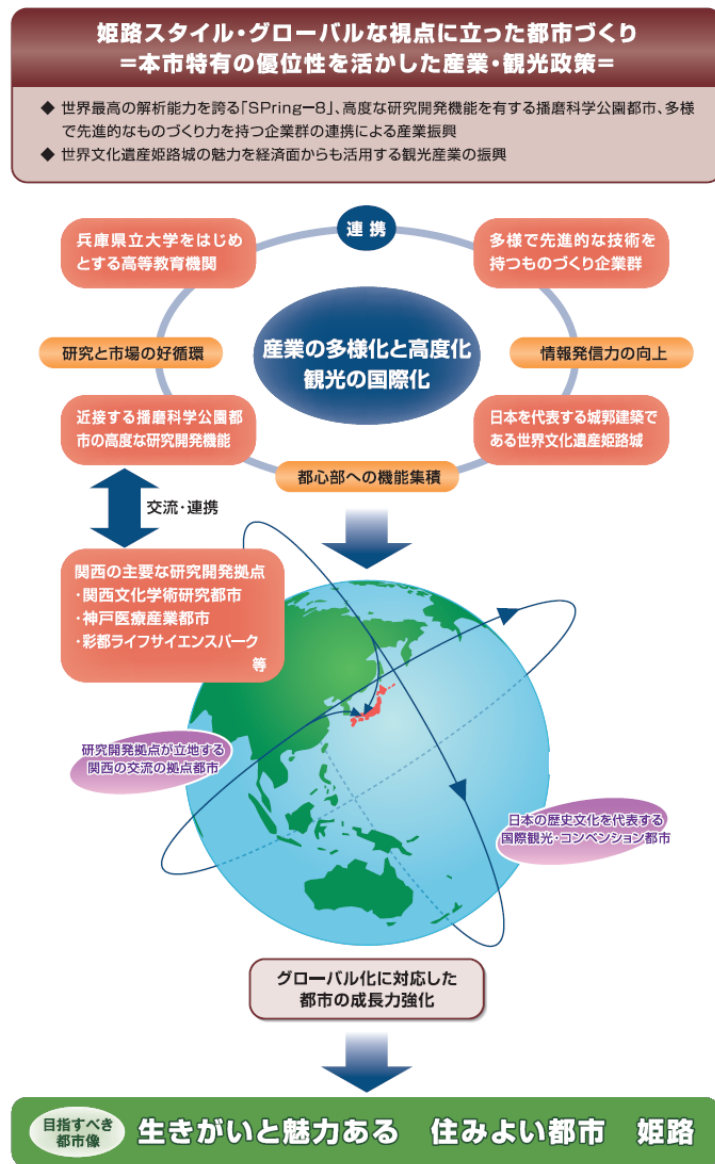 姫路スタイル・グローバルな視点に立った都市づくり
=本市特有の優位性を活かした産業・観光政策=
◆ 世界最高の解析能力を誇る「SPring－8」、高度な研究開発機能を有する播磨科学公園都市、多様
で先進的なものづくり力を持つ企業群の連携による産業振興
◆ 世界文化遺産姫路城の魅力を経済面からも活用する観光産業の振興
連 携
兵庫県立大学をはじめ
とする高等教育機関
多様で先進的な技術を
持つものづくり企業群
研究と市場の好循環
産業の多様化と高度化
観光の国際化
情報発信力の向上
近接する播磨科学公園都
市の高度な研究開発機能
日本を代表する城郭建築で
ある世界文化遺産姫路城
都心部への機能集積
交流・連携
関西の主要な研究開発拠点
・関西文化学術研究都市
・神戸医療産業都市
・彩都ライフサイエンスパーク
等
研究開発拠点が立地する
関西の交流の拠点都市
日本の歴史文化を代表する
国際観光・コンベンション都市
グローバル化に対応した
都市の成長力強化
目指すべき
都市像
生きがいと魅力ある　住みよい都市　姫路